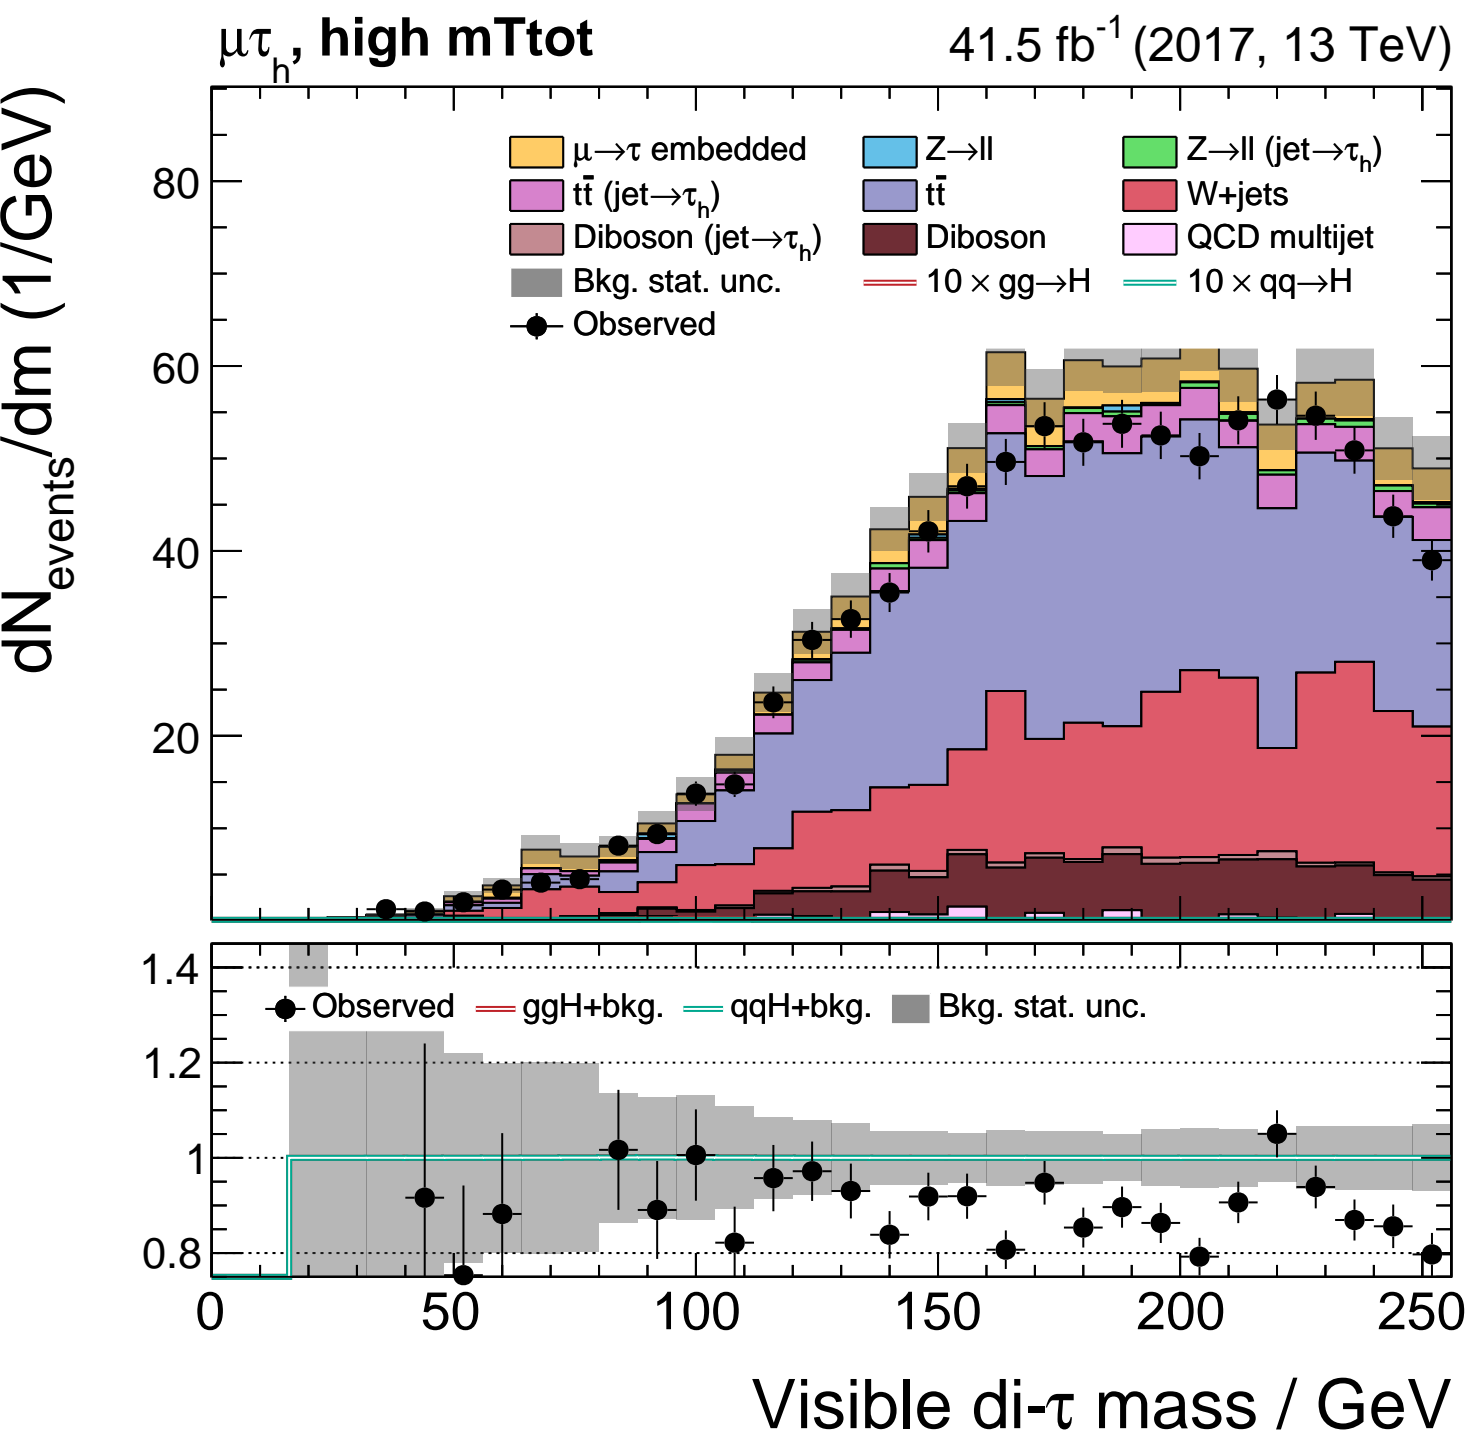 μτh, high mTtot 41.5 fb-1 (2017, 13 TeV)
dNevents/dm (1/GeV)
μ→τ embedded Z→ll Z→ll (jet→τh)
tt̄ (jet→τh) tt̄ W+jets
Diboson (jet→τh) Diboson QCD multijet
Bkg. stat. unc. 10 × gg→H 10 × qq→H
Observed
80
60
40
20
1.4
Observed ggH+bkg. qqH+bkg. Bkg. stat. unc.
1.2
1
0.8
0 50 100 150 200 250
Visible di-τ mass / GeV